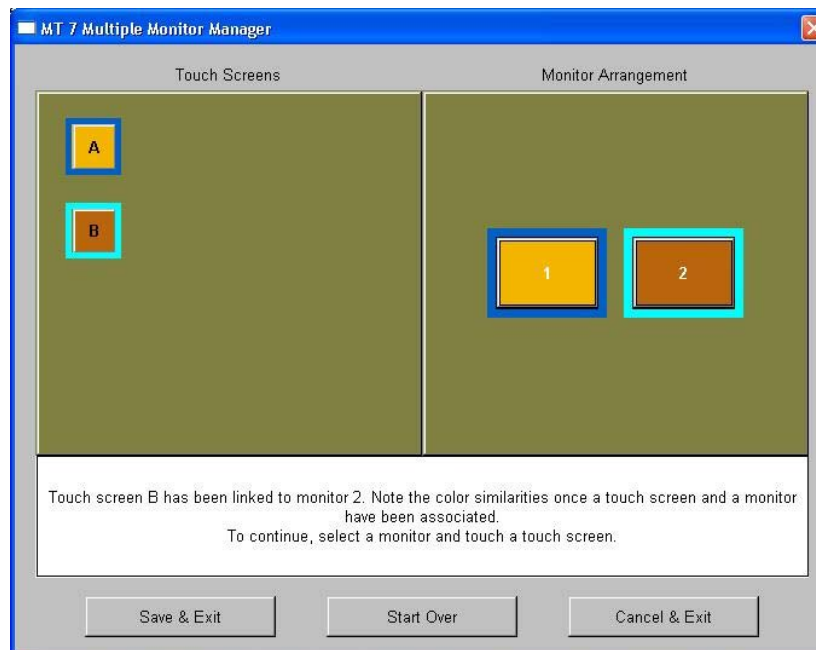 MT 7 Multiple Monitor Manager
Touch Screens
Monitor Arrangement
A
B
1
2
Touch screen B has been linked to monitor 2. Note the color similarities once a touch screen and a monitor
have been associated.
To continue, select a monitor and touch a touch screen.
Save & Exit
Start Over
Cancel & Exit